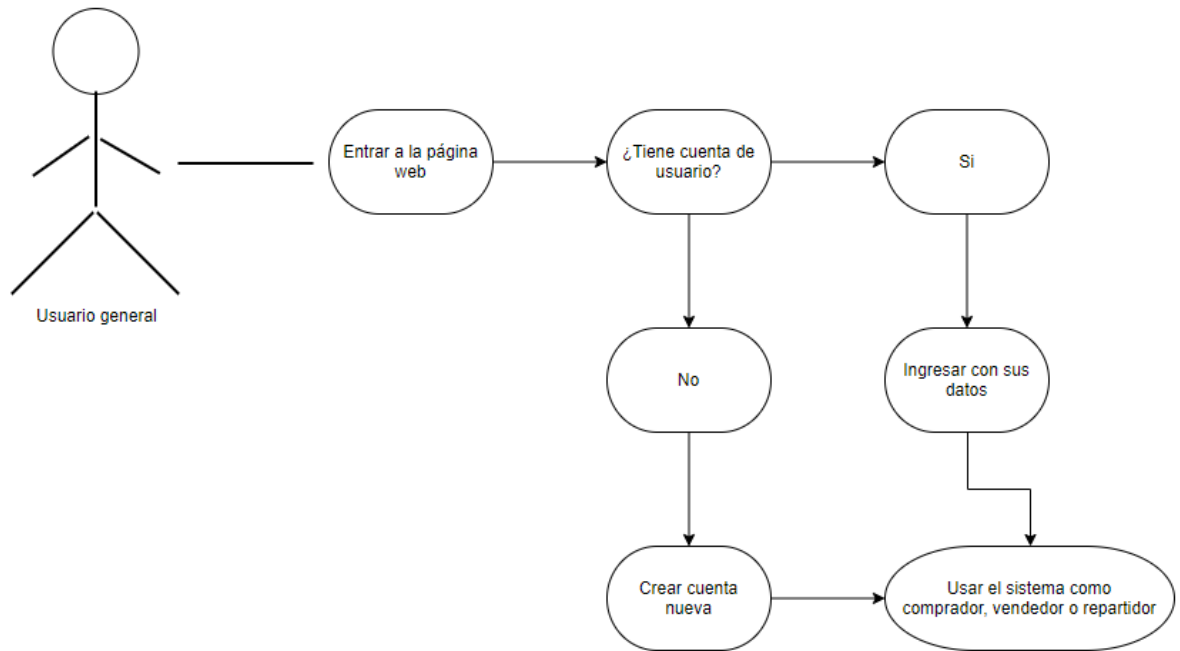 Entrar a la página
web
¿Tiene cuenta de
usuario?
Si
Usuario general
No
Ingresar con sus
datos
Crear cuenta
nueva
Usar el sistema como
comprador, vendedor o repartidor